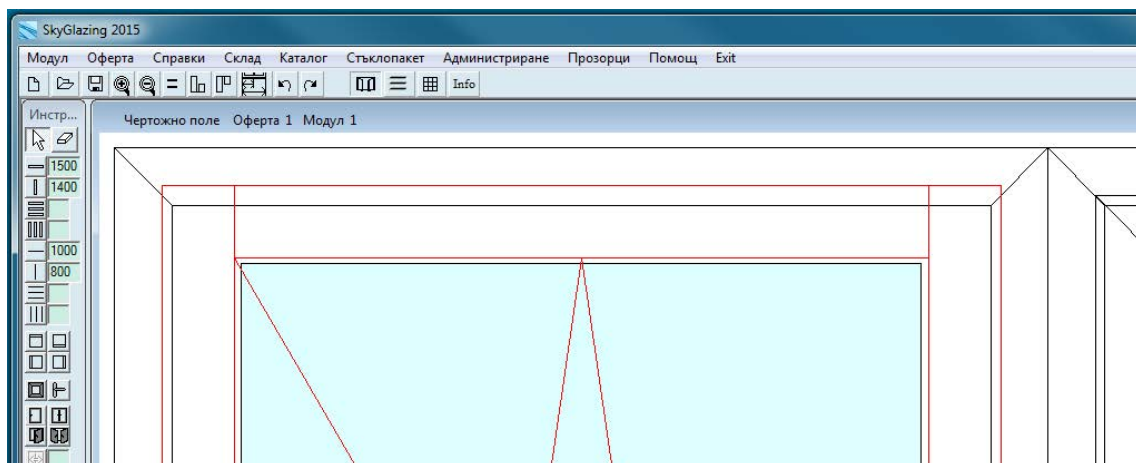 SkyGlazing 2015
Модул Оферта Справки Склад Каталог Стъклопакет Администриране Прозорци Помощ Exit
Info
Инстр...
Чертожно поле Оферта 1 Модул 1
1500
1400
1000
800